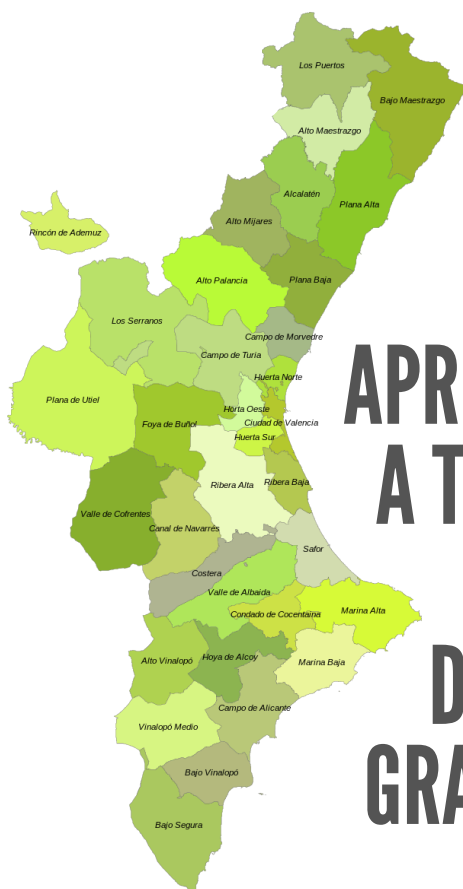 Los Puertos
Bajo Maestrazgo
Alto Maestrazgo
Alcalatén
Plana Alta
Alto Mijares
Rincón de Ademuz
Alto Palancia
Plana Baja
Los Serranos
Campo de Morvedre
Campo de Turia
Huerta Norte
Plana de Utiel
Horta Oeste
Foya de Buñol
Ciudad de Valencia
Huerta Sur
Ribera Alta
Ribera Baja
Valle de Cofrentes
Canal de Navarrés
Safor
Costera
Valle de Albaida
Condado de Cocentaina
Marina Alta
Alto Vinalopó
Hoya de Alcoy
Marina Baja
Campo de Alicante
Vinalopó Medio
Bajo Vinalopó
Bajo Segura
APR
A T
D
GRA